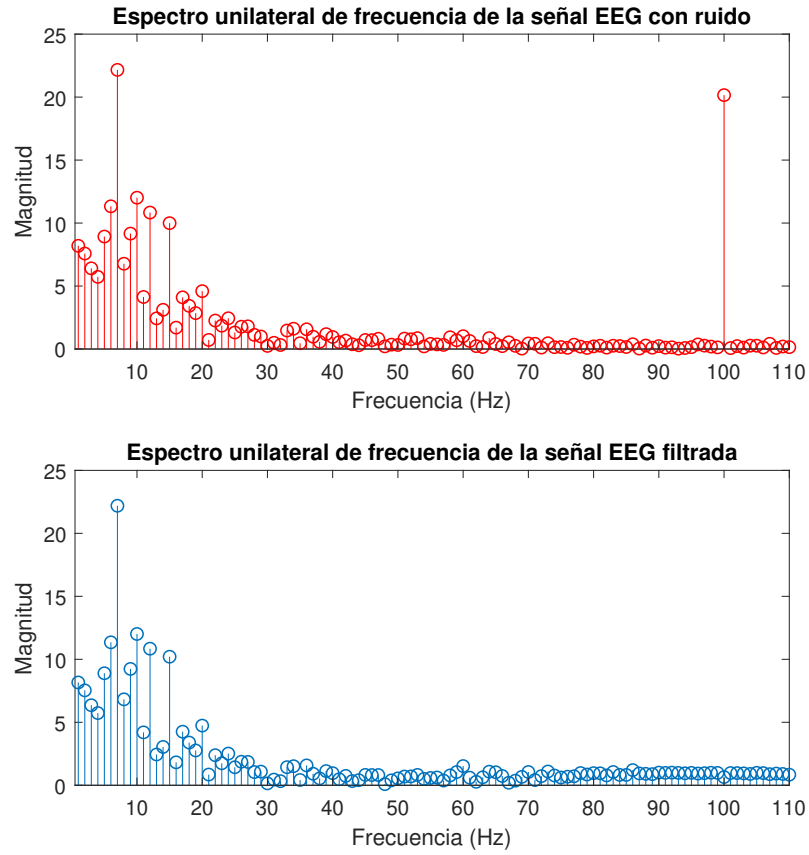 Espectro unilateral de frecuencia de la señal EEG con ruido
25
20
15
10
5
0
Magnitud
10 20 30 40 50 60 70 80 90 100 110
Frecuencia (Hz)
Espectro unilateral de frecuencia de la señal EEG filtrada
25
20
15
10
5
0
Magnitud
10 20 30 40 50 60 70 80 90 100 110
Frecuencia (Hz)